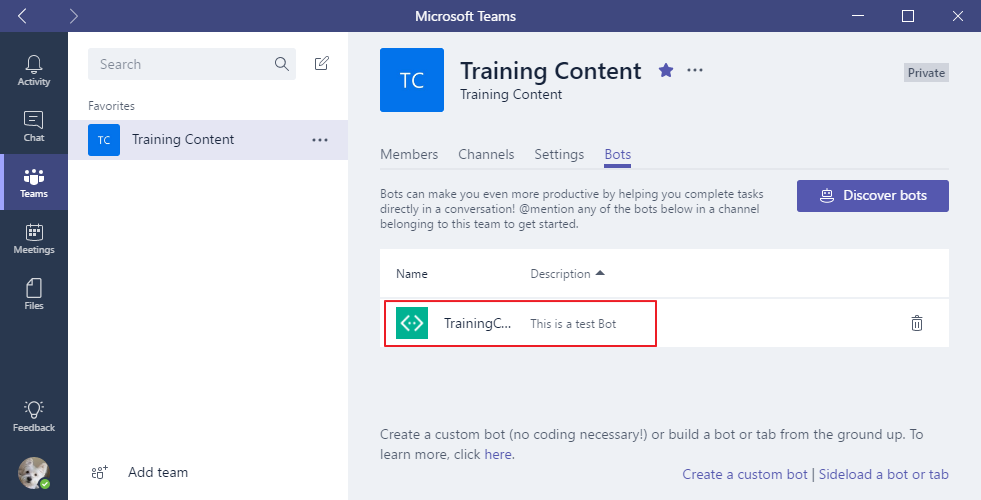 Microsoft Teams
Activity
Chat
Teams
Meetings
Files
Feedback
Search
Favorites
TC Training Content
Add team
TC
Training Content
Training Content
Private
Members Channels Settings Bots
Bots can make you even more productive by helping you complete tasks
directly in a conversation! @mention any of the bots below in a channel
belonging to this team to get started.
Discover bots
Name Description
TrainingC... This is a test Bot
Create a custom bot (no coding necessary!) or build a bot or tab from the ground up. To
learn more, click here.
Create a custom bot | Sideload a bot or tab